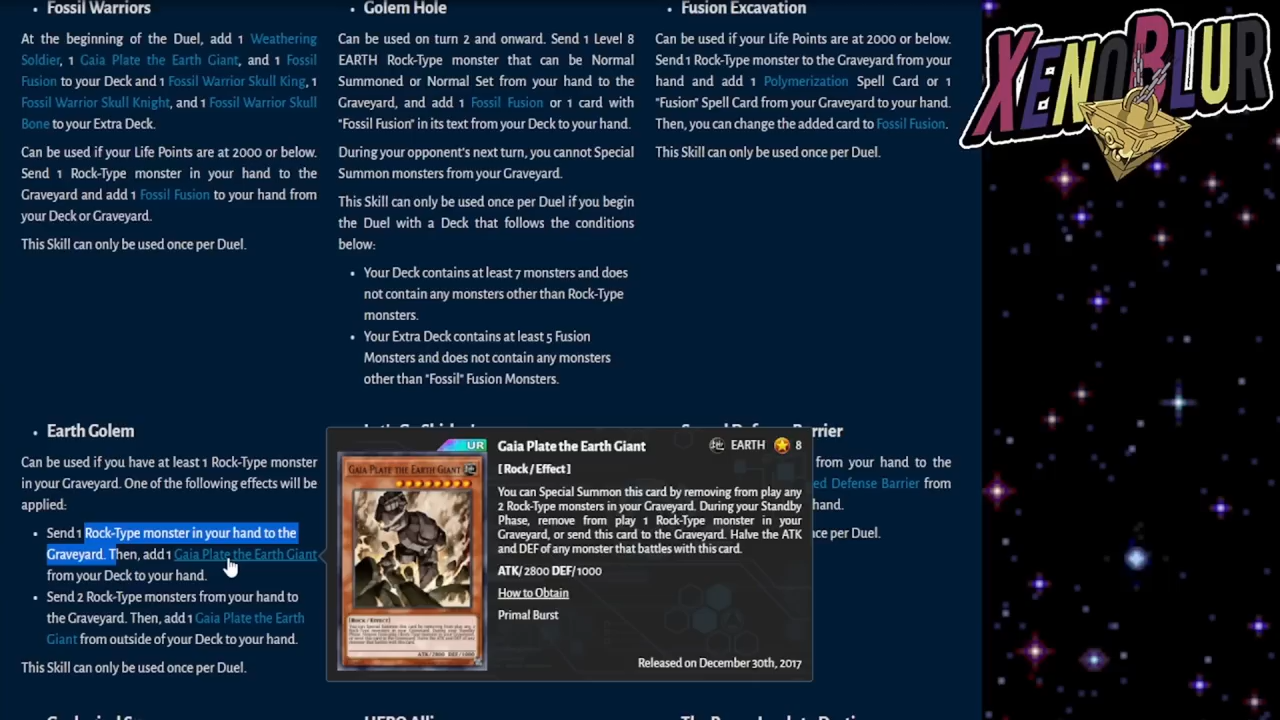 Fossil Warriors
At the beginning of the Duel, add 1 Weathering
Soldier, 1 Gaia Plate the Earth Giant, and 1 Fossil
Fusion to your Deck and 1 Fossil Warrior Skull King, 1
Fossil Warrior Skull Knight, and 1 Fossil Warrior Skull
Bone to your Extra Deck.
Can be used if your Life Points are at 2000 or below.
Send 1 Rock-Type monster in your hand to the
Graveyard and add 1 Fossil Fusion to your hand from
your Deck or Graveyard.
This Skill can only be used once per Duel.
Golem Hole
Can be used on turn 2 and onward. Send 1 Level 8
EARTH Rock-Type monster that can be Normal
Summoned or Normal Set from your hand to the
Graveyard, and add 1 Fossil Fusion or 1 card with
"Fossil Fusion" in its text from your Deck to your hand.
During your opponent's next turn, you cannot Special
Summon monsters from your Graveyard.
This Skill can only be used once per Duel if you begin
the Duel with a Deck that follows the conditions
below:
Your Deck contains at least 7 monsters and does
not contain any monsters other than Rock-Type
monsters.
Your Extra Deck contains at least 5 Fusion
Monsters and does not contain any monsters
other than "Fossil" Fusion Monsters.
Fusion Excavation
Can be used if your Life Points are at 2000 or below.
Send 1 Rock-Type monster to the Graveyard from your
hand and add 1 Polymerization Spell Card or 1
"Fusion" Spell Card from your Graveyard to your hand.
Then, you can change the added card to Fossil Fusion.
This Skill can only be used once per Duel.
XENOBLUR
Earth Golem
Can be used if you have at least 1 Rock-Type monster
in your Graveyard. One of the following effects will be
applied:
Send 1 Rock-Type monster in your hand to the
Graveyard. Then, add 1 Gaia Plate the Earth Giant
from your Deck to your hand.
Send 2 Rock-Type monsters from your hand to
the Graveyard. Then, add 1 Gaia Plate the Earth
Giant from outside of your Deck to your hand.
This Skill can only be used once per Duel.
UR
GAIA PLATE THE EARTH GIANT
[ROCK/EFFECT]
Gaia Plate the Earth Giant EARTH 8
[ Rock / Effect ]
You can Special Summon this card by removing from play any
2 Rock-Type monsters in your Graveyard. During your Standby
Phase, remove from play 1 Rock-Type monster in your
Graveyard, or send this card to the Graveyard. Halve the ATK
and DEF of any monster that battles with this card.
ATK/ 2800 DEF/ 1000
How to Obtain
Primal Burst
Released on December 30th, 2017
Barrier
from your hand to the
Defense Barrier from
hand.
once per Duel.